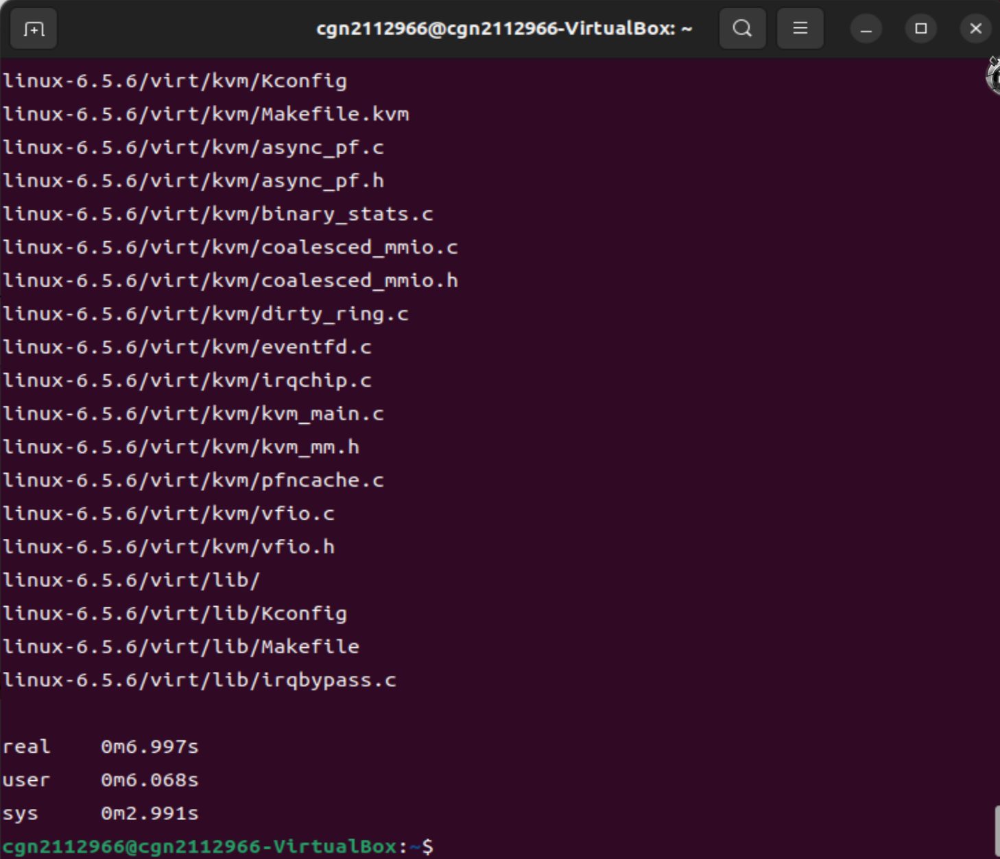 cgn2112966@cgn2112966-VirtualBox: ~
linux-6.5.6/virt/kvm/Kconfig
linux-6.5.6/virt/kvm/Makefile.kvm
linux-6.5.6/virt/kvm/async_pf.c
linux-6.5.6/virt/kvm/async_pf.h
linux-6.5.6/virt/kvm/binary_stats.c
linux-6.5.6/virt/kvm/coalesced_mmio.c
linux-6.5.6/virt/kvm/coalesced_mmio.h
linux-6.5.6/virt/kvm/dirty_ring.c
linux-6.5.6/virt/kvm/eventfd.c
linux-6.5.6/virt/kvm/irqchip.c
linux-6.5.6/virt/kvm/kvm_main.c
linux-6.5.6/virt/kvm/kvm_mm.h
linux-6.5.6/virt/kvm/pfncache.c
linux-6.5.6/virt/kvm/vfio.c
linux-6.5.6/virt/kvm/vfio.h
linux-6.5.6/virt/lib/
linux-6.5.6/virt/lib/Kconfig
linux-6.5.6/virt/lib/Makefile
linux-6.5.6/virt/lib/irqbypass.c
real 0m6.997s
user 0m6.068s
sys 0m2.991s
cgn2112966@cgn2112966-VirtualBox:~$